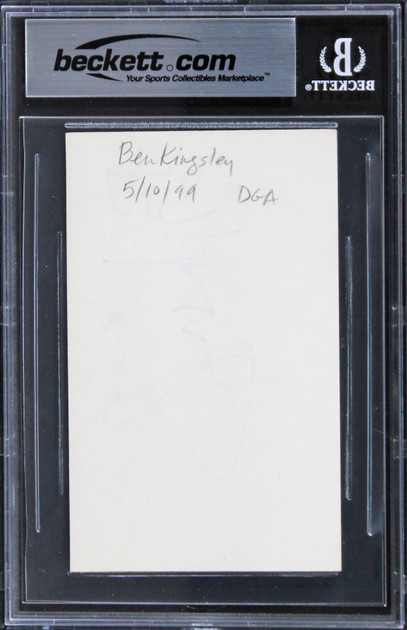 beckett.com
Your Sports Collectibles Marketplace™
BECKETT®
Ben Kingsley
5/10/99 DGA